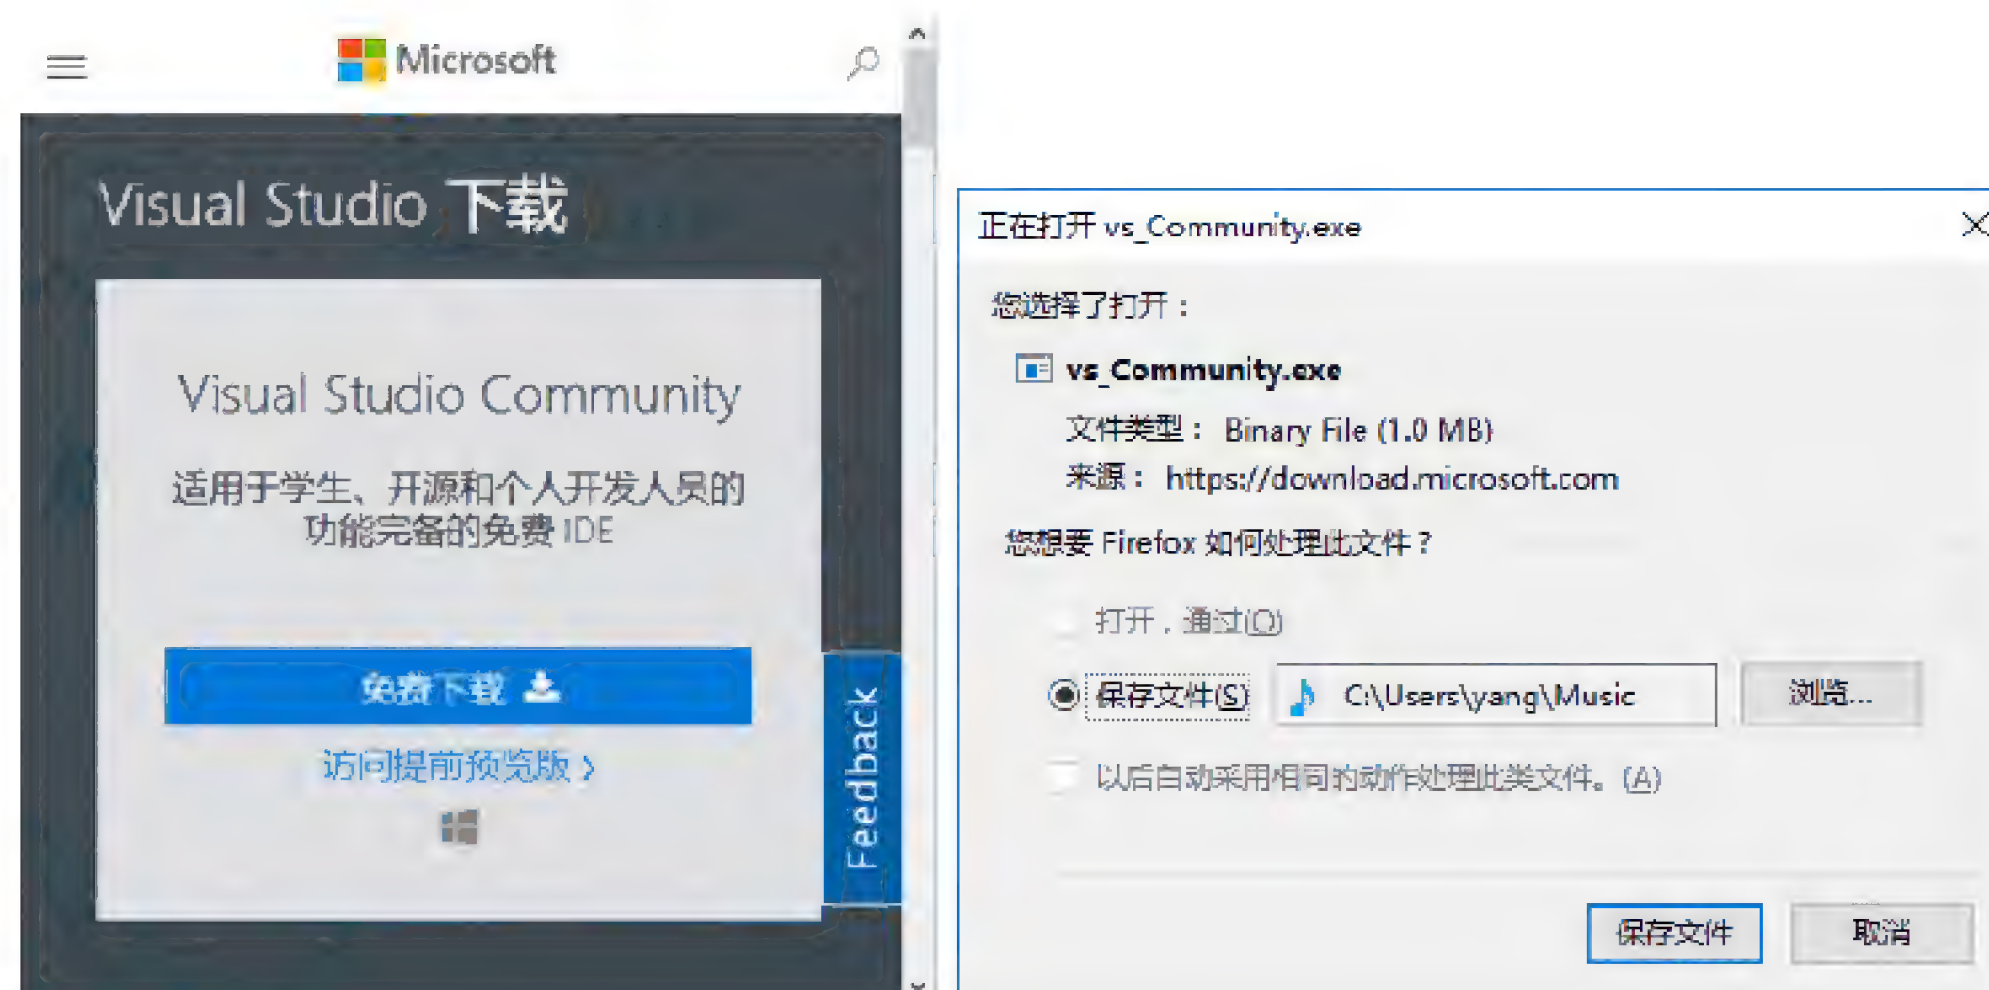 Microsoft
Visual Studio 下载
Visual Studio Community
适用于学生、开源和个人开发人员的
功能完备的免费 IDE
免费下载
访问提前预览版
Feedback
正在打开 vs_Community.exe
您选择了打开：
vs_Community.exe
文件类型： Binary File (1.0 MB)
来源： https://download.microsoft.com
您想要 Firefox 如何处理此文件？
打开，通过(O)
保存文件(S) C:\Users\yang\Music 浏览...
以后自动采用相同的动作处理此类文件。(A)
保存文件 取消